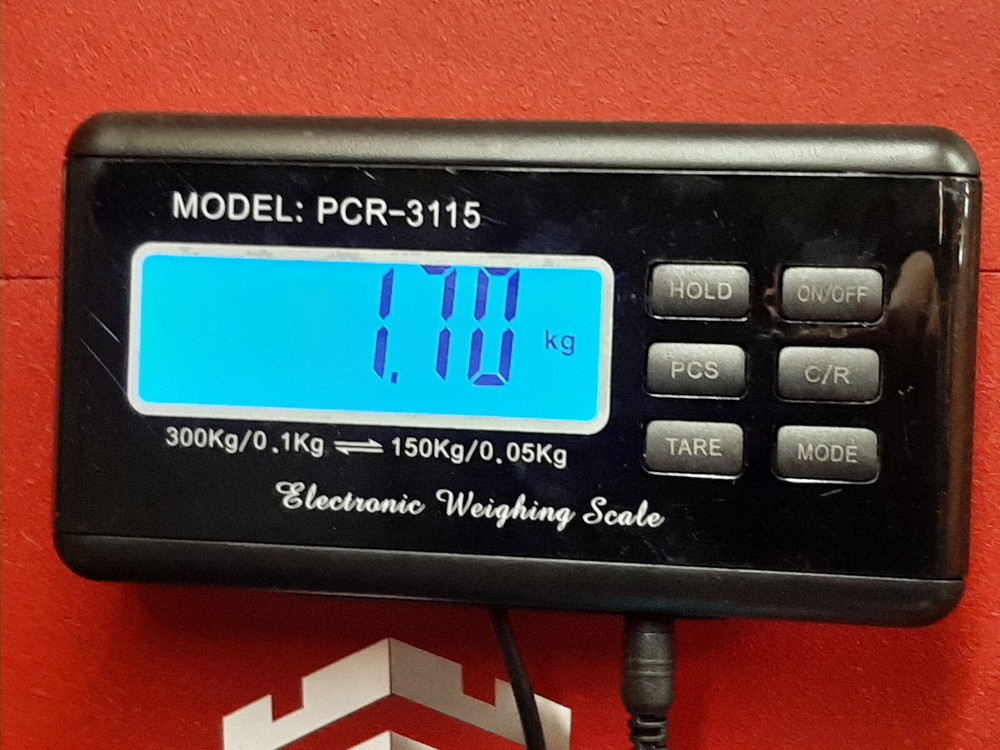 MODEL: PCR-3115
1.70 kg
HOLD ON/OFF
PCS C/R
TARE MODE
300Kg/0.1Kg ⇌ 150Kg/0.05Kg
Electronic Weighing Scale